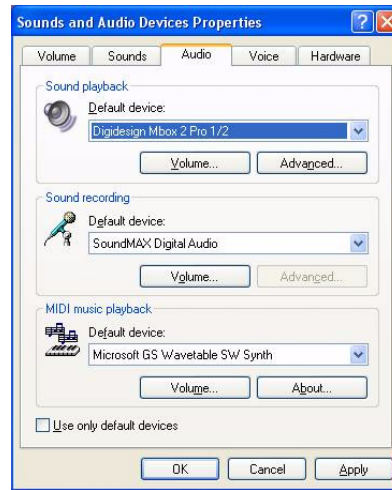 Sounds and Audio Devices Properties
Volume Sounds Audio Voice Hardware
Sound playback
Default device:
Digidesign Mbox 2 Pro 1/2
Volume... Advanced...
Sound recording
Default device:
SoundMAX Digital Audio
Volume... Advanced...
MIDI music playback
Default device:
Microsoft GS Wavetable SW Synth
Volume... About...
Use only default devices
OK Cancel Apply